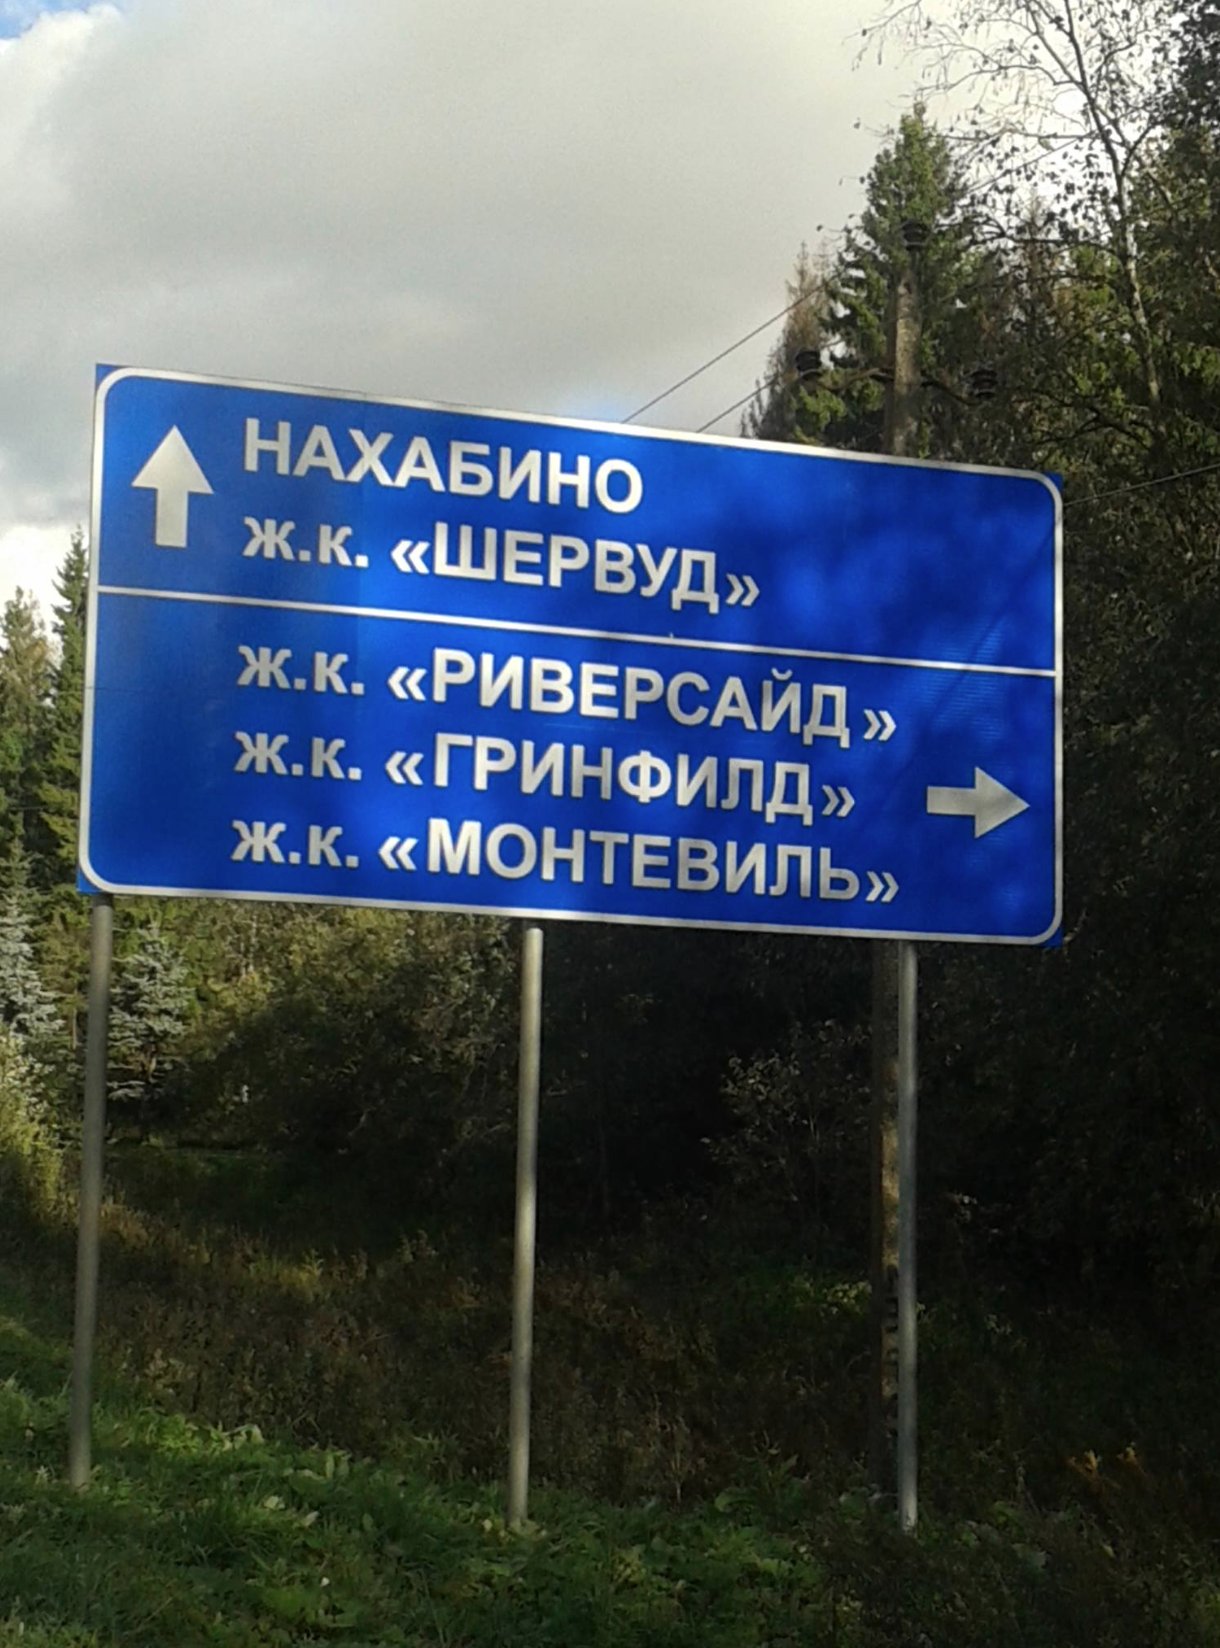 НАХАБИНО
Ж.К. «ШЕРВУД»
Ж.К. «РИВЕРСАЙД»
Ж.К. «ГРИНФИЛД»
Ж.К. «МОНТЕВИЛЬ»